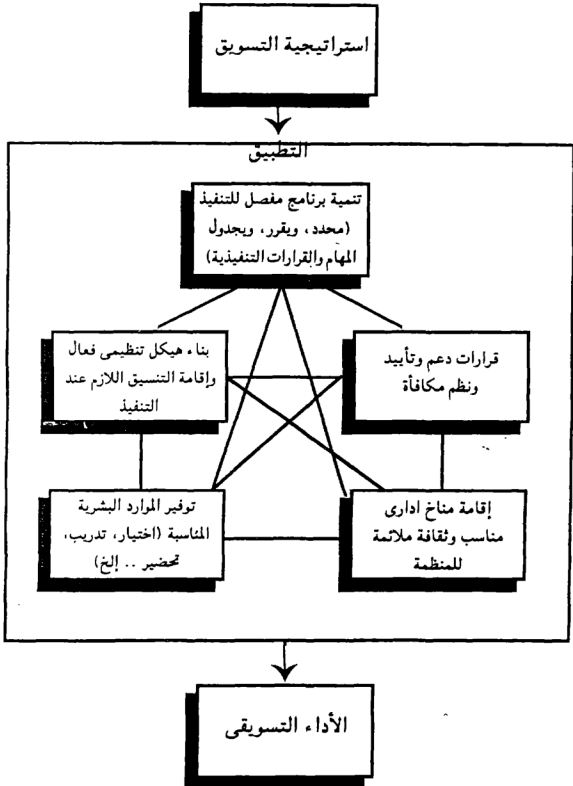 استراتيجية التسويق
التطبيق
تنمية برنامج مفصل للتنفيذ
(محدد، ويقرر، ويجدول
المهام والقرارات التنفيذية)
قرارات دعم وتأييد
ونظم مكافأة
بناء هيكل تنظيمى فعال
وإقامة التنسيق اللازم عند
التنفيذ
إقامة مناخ ادارى
مناسب وثقافة ملائمة
للمنظمة
توفير الموارد البشرية
المناسبة (اختيار، تدريب،
تحضير .. إلخ)
الأداء التسويقى